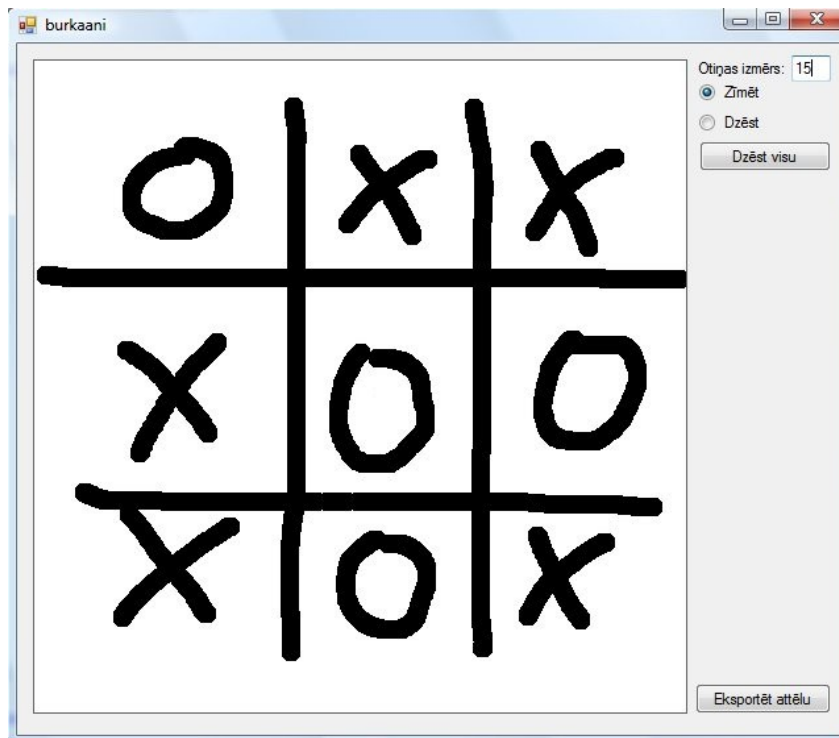 burkaani
Otiņas izmērs: 15
Zīmēt
Dzēst
Dzēst visu
O X X
X O O
X O X
Eksportēt attēlu